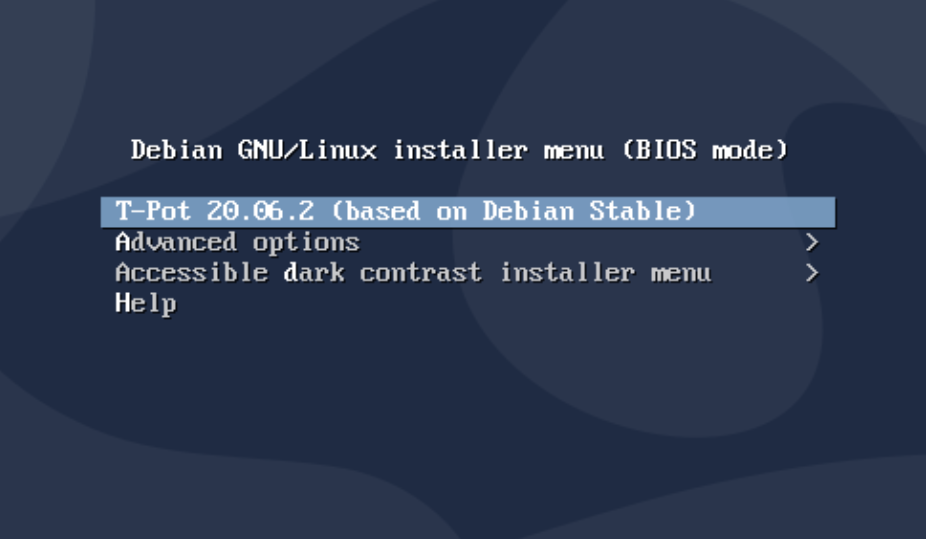 Debian GNU/Linux installer menu (BIOS mode)
T-Pot 20.06.2 (based on Debian Stable)
Advanced options >
Accessible dark contrast installer menu >
Help